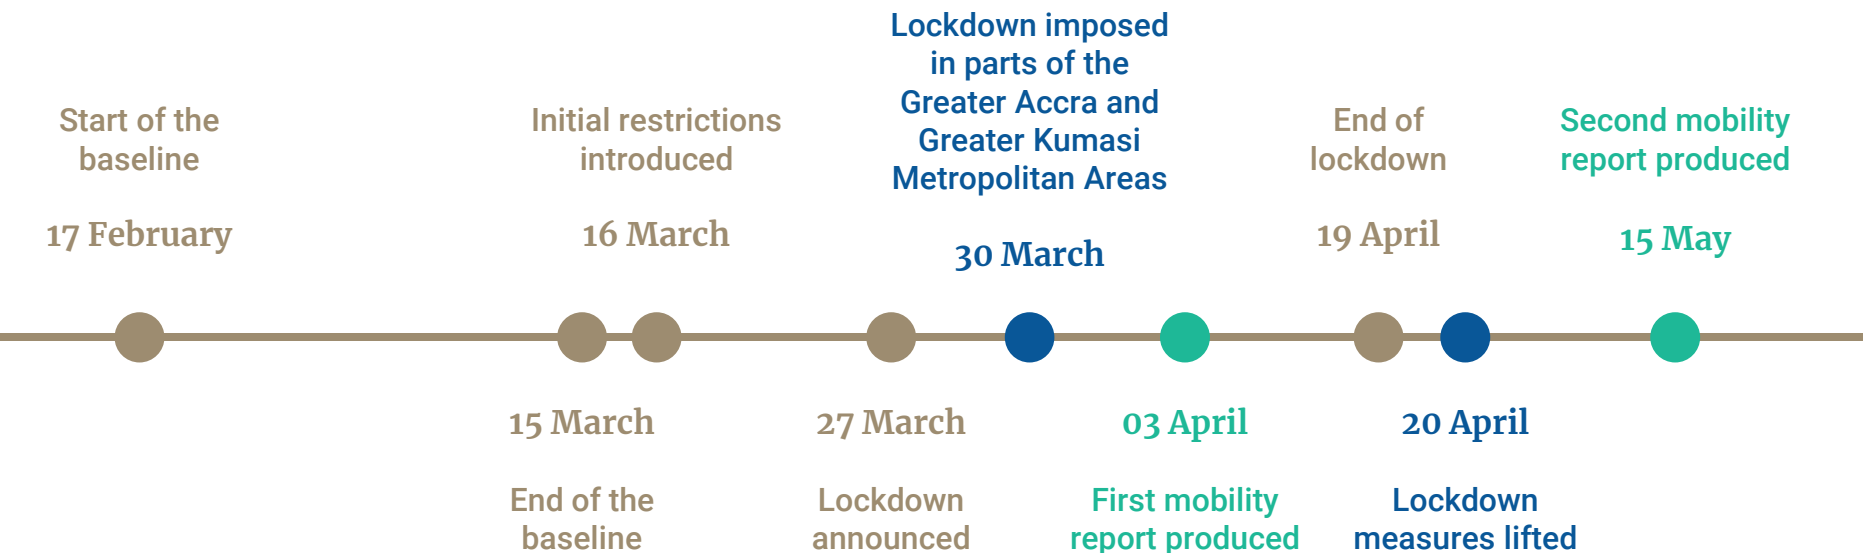 Start of the
baseline
17 February
End of the
baseline
15 March
Initial restrictions
introduced
16 March
27 March
Lockdown
announced
Lockdown imposed
in parts of the
Greater Accra and
Greater Kumasi
Metropolitan Areas
30 March
03 April
First mobility
report produced
End of
lockdown
19 April
20 April
Lockdown
measures lifted
Second mobility
report produced
15 May